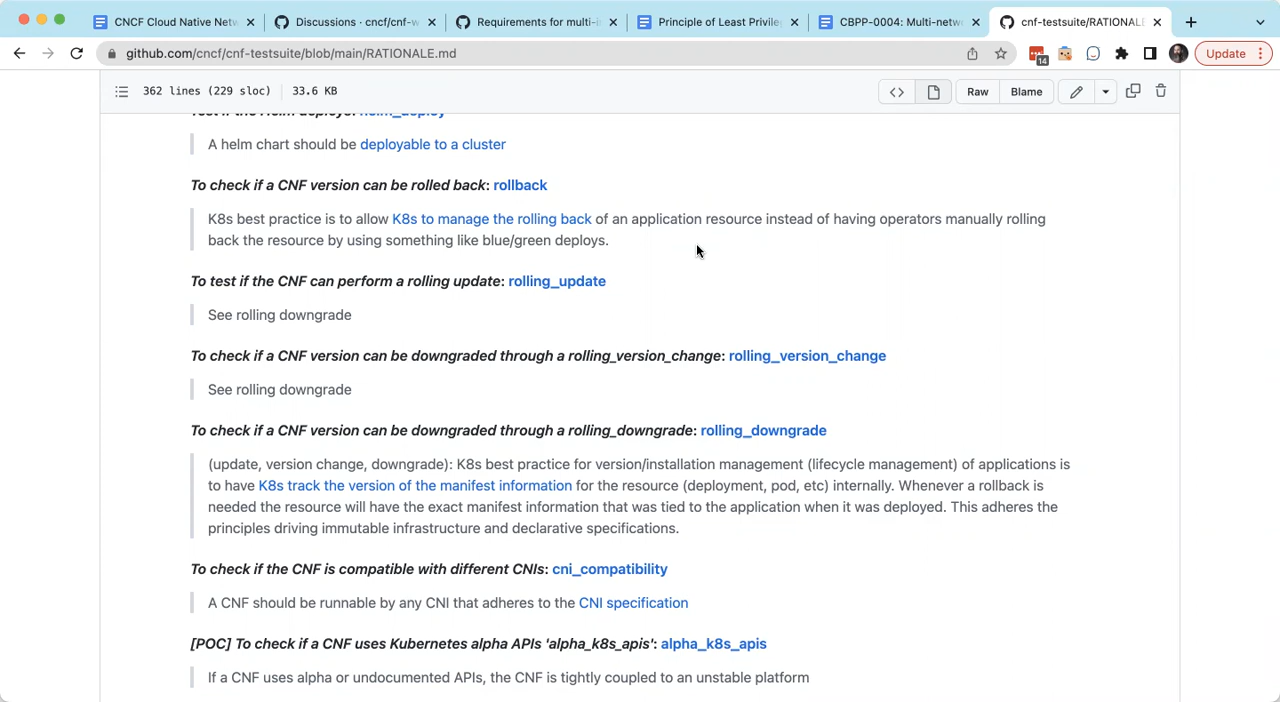 CNCF Cloud Native Netw
Discussions · cncf/cnf-w
Requirements for multi-i
Principle of Least Privileg
CBPP-0004: Multi-netw
cnf-testsuite/RATIONALE
github.com/cncf/cnf-testsuite/blob/main/RATIONALE.md
14
Update
362 lines (229 sloc)
33.6 KB
Raw
Blame
Test if the Helm deploys: helm_deploy
A helm chart should be deployable to a cluster
To check if a CNF version can be rolled back: rollback
K8s best practice is to allow K8s to manage the rolling back of an application resource instead of having operators manually rolling
back the resource by using something like blue/green deploys.
To test if the CNF can perform a rolling update: rolling_update
See rolling downgrade
To check if a CNF version can be downgraded through a rolling_version_change: rolling_version_change
See rolling downgrade
To check if a CNF version can be downgraded through a rolling_downgrade: rolling_downgrade
(update, version change, downgrade): K8s best practice for version/installation management (lifecycle management) of applications is
to have K8s track the version of the manifest information for the resource (deployment, pod, etc) internally. Whenever a rollback is
needed the resource will have the exact manifest information that was tied to the application when it was deployed. This adheres the
principles driving immutable infrastructure and declarative specifications.
To check if the CNF is compatible with different CNIs: cni_compatibility
A CNF should be runnable by any CNI that adheres to the CNI specification
[POC] To check if a CNF uses Kubernetes alpha APIs 'alpha_k8s_apis': alpha_k8s_apis
If a CNF uses alpha or undocumented APIs, the CNF is tightly coupled to an unstable platform